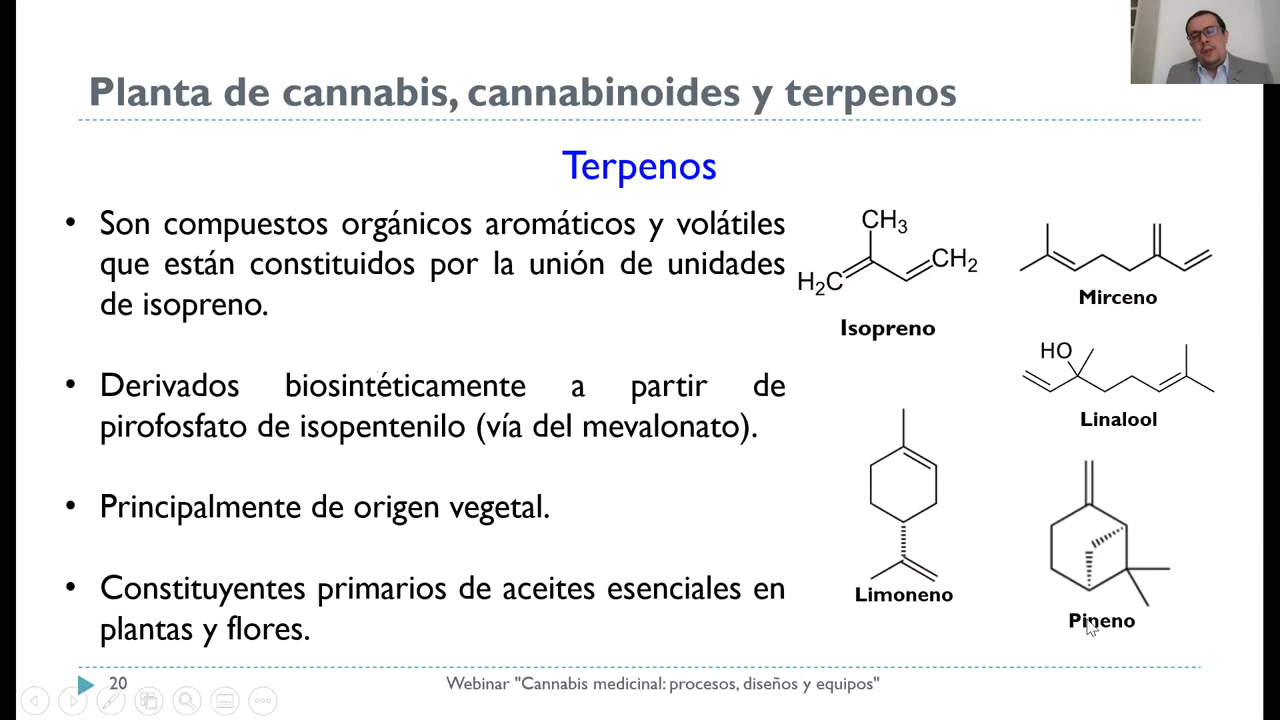 Planta de cannabis, cannabinoides y terpenos
Terpenos
• Son compuestos orgánicos aromáticos y volátiles
que están constituidos por la unión de unidades
de isopreno.
• Derivados biosintéticamente a partir de
pirofosfato de isopentenilo (vía del mevalonato).
• Principalmente de origen vegetal.
• Constituyentes primarios de aceites esenciales en
plantas y flores.
CH3
H2C
CH2
Isopreno
Mirceno
HO
Linalool
Limoneno
Pineno
20
Webinar "Cannabis medicinal: procesos, diseños y equipos"